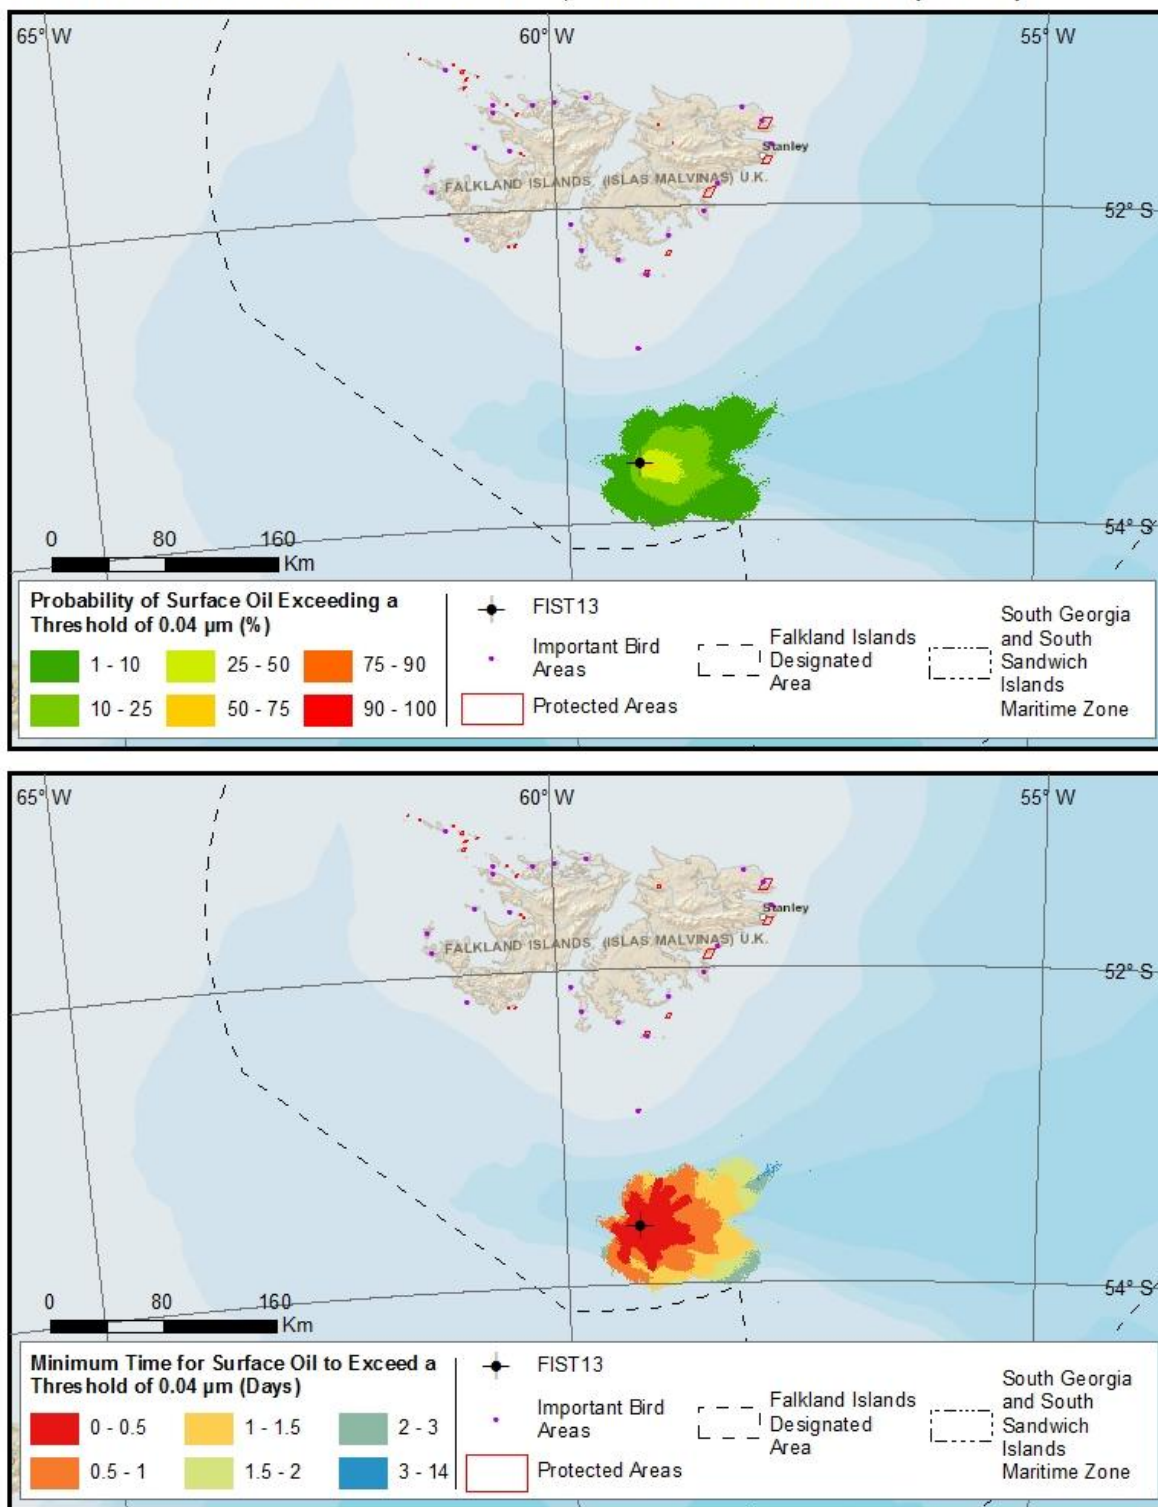 65° W
60° W
55° W
Stanley
FALKLAND ISLANDS (ISLAS MALVINAS) U.K.
52° S
54° S
0 80 160
Km
Probability of Surface Oil Exceeding a
Threshold of 0.04 µm (%)
1 - 10
25 - 50
75 - 90
10 - 25
50 - 75
90 - 100
FIST13
Important Bird
Areas
Protected Areas
Falkland Islands
Designated
Area
South Georgia
and South
Sandwich
Islands
Maritime Zone
65° W
60° W
55° W
Stanley
FALKLAND ISLANDS (ISLAS MALVINAS) U.K.
52° S
54° S
0 80 160
Km
Minimum Time for Surface Oil to Exceed a
Threshold of 0.04 µm (Days)
0 - 0.5
1 - 1.5
2 - 3
0.5 - 1
1.5 - 2
3 - 14
FIST13
Important Bird
Areas
Protected Areas
Falkland Islands
Designated
Area
South Georgia
and South
Sandwich
Islands
Maritime Zone